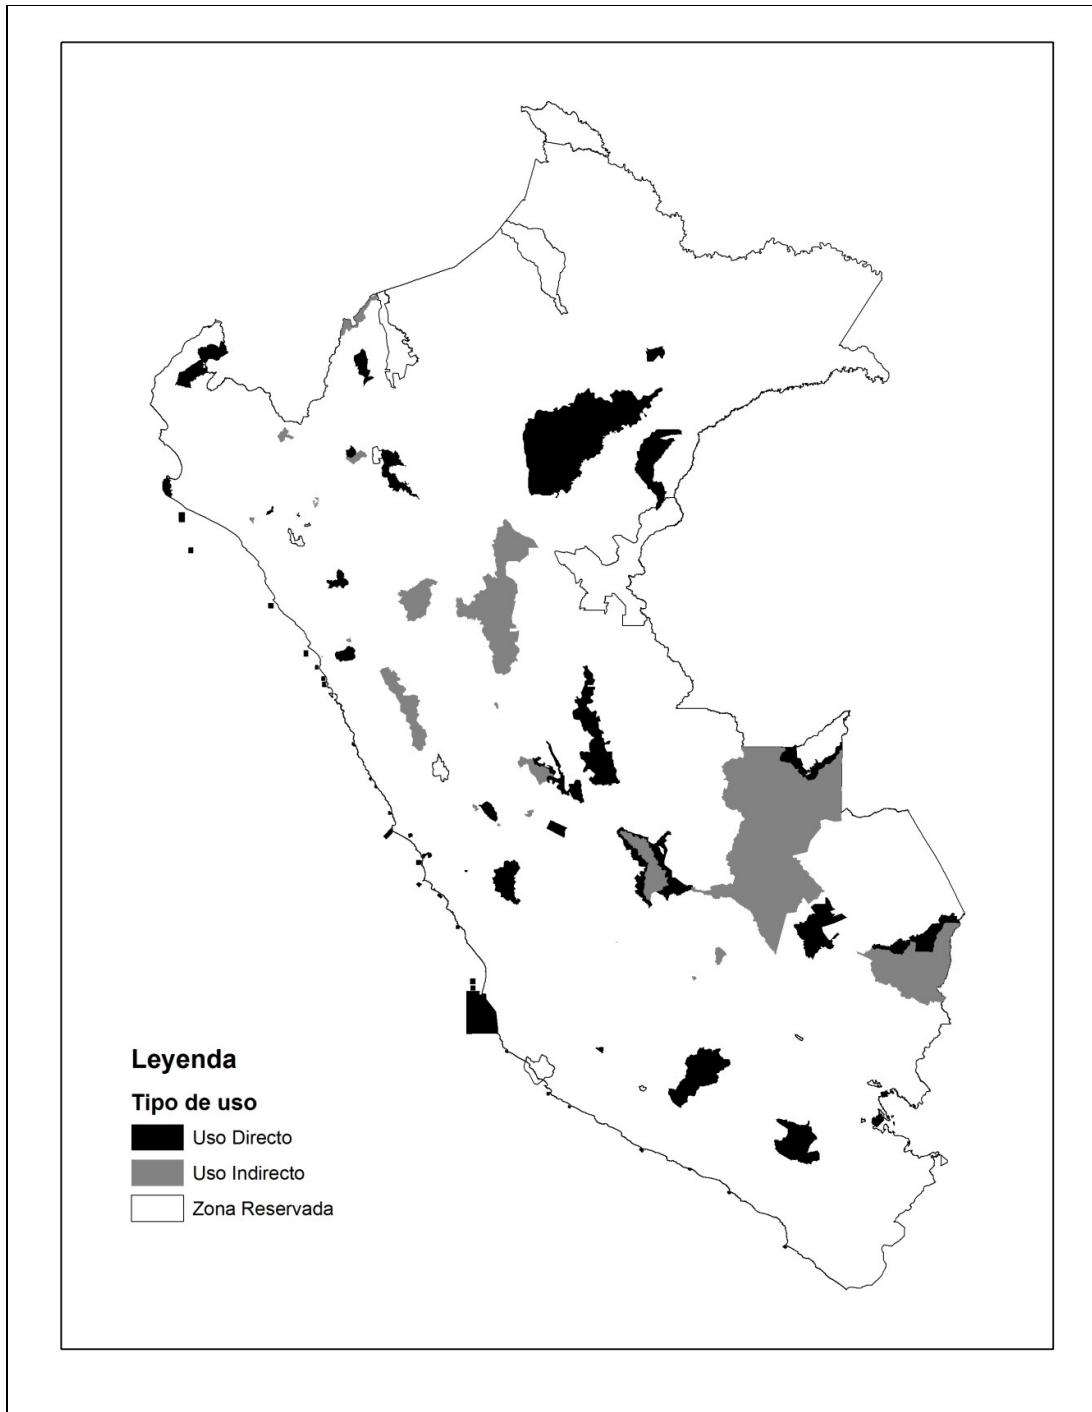 Leyenda
Tipo de uso
Uso Directo
Uso Indirecto
Zona Reservada